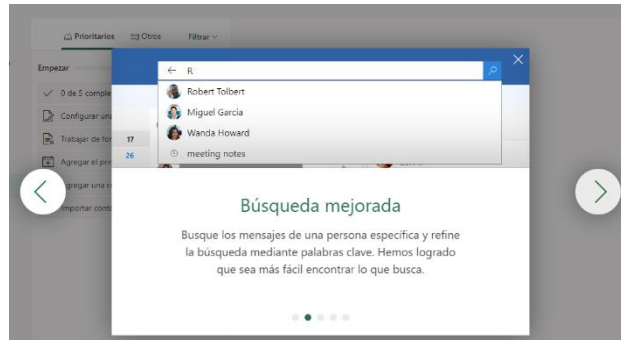 Prioritarios Otros Filtrar
Empezar
0 de 5 comple
Configurar una
Trabajar de for
Agregar el pri
agregar una c
Importar conta
R
Robert Tolbert
Miguel Garcia
Wanda Howard
meeting notes
17
26
Búsqueda mejorada
Busque los mensajes de una persona específica y refine
la búsqueda mediante palabras clave. Hemos logrado
que sea más fácil encontrar lo que busca.